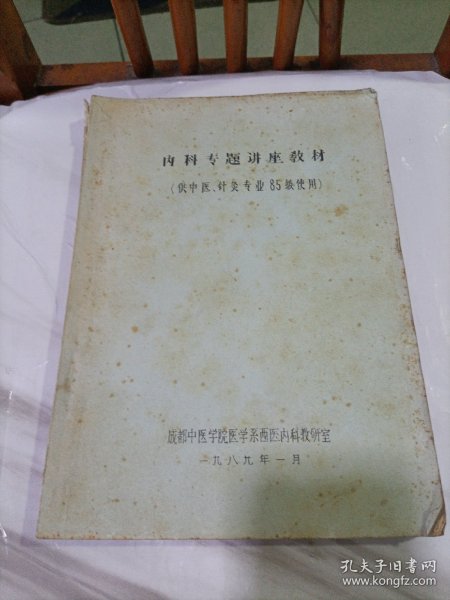 内科专题讲座教材
（供中医、针灸专业85级使用）
成都中医学院医学系西医内科教研室
一九八九年一月
孔夫子旧书网
www.kongfz.com